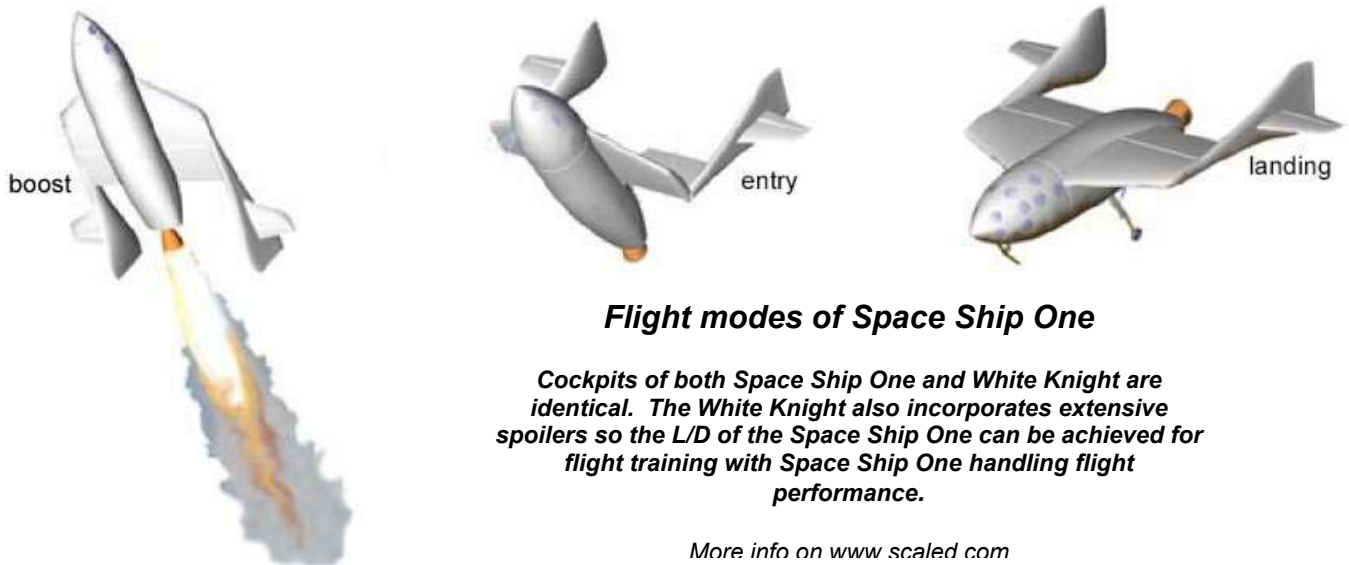 boost
entry
landing
Flight modes of Space Ship One
Cockpits of both Space Ship One and White Knight are
identical. The White Knight also incorporates extensive
spoilers so the L/D of the Space Ship One can be achieved for
flight training with Space Ship One handling flight
performance.
More info on www.scaled.com